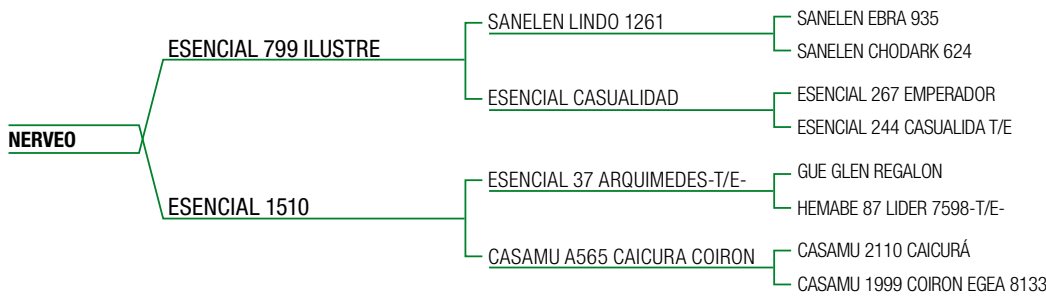 NERVEO
ESENCIAL 799 ILUSTRE
ESENCIAL 1510
SANELEN LINDO 1261
ESENCIAL CASUALIDAD
ESENCIAL 37 ARQUIMEDES-T/E-
CASAMU A565 CAICURA COIRON
SANELEN EBRA 935
SANELEN CHODARK 624
ESENCIAL 267 EMPERADOR
ESENCIAL 244 CASUALIDA T/E
GUE GLEN REGALON
HEMABE 87 LIDER 7598-T/E-
CASAMU 2110 CAICURÁ
CASAMU 1999 COIRON EGEA 8133